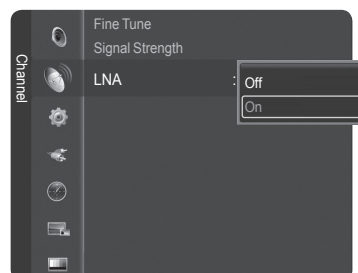 Channel
Fine Tune
Signal Strength
LNA : Off
On